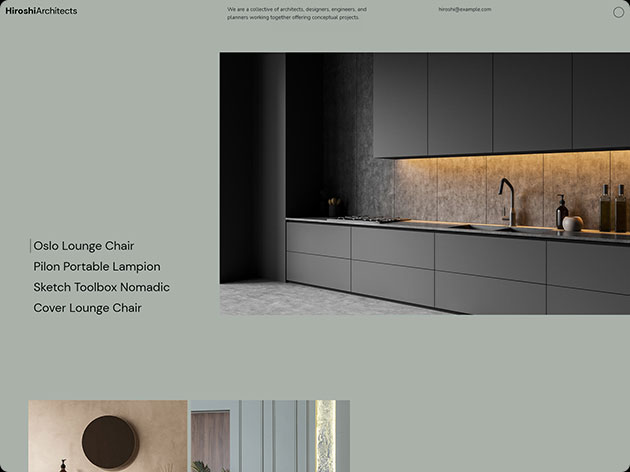 HiroshiArchitects
We are a collective of architects, designers, engineers, and
planners working together offering conceptual projects.
hiroshi@example.com
Oslo Lounge Chair
Pilon Portable Lampion
Sketch Toolbox Nomadic
Cover Lounge Chair